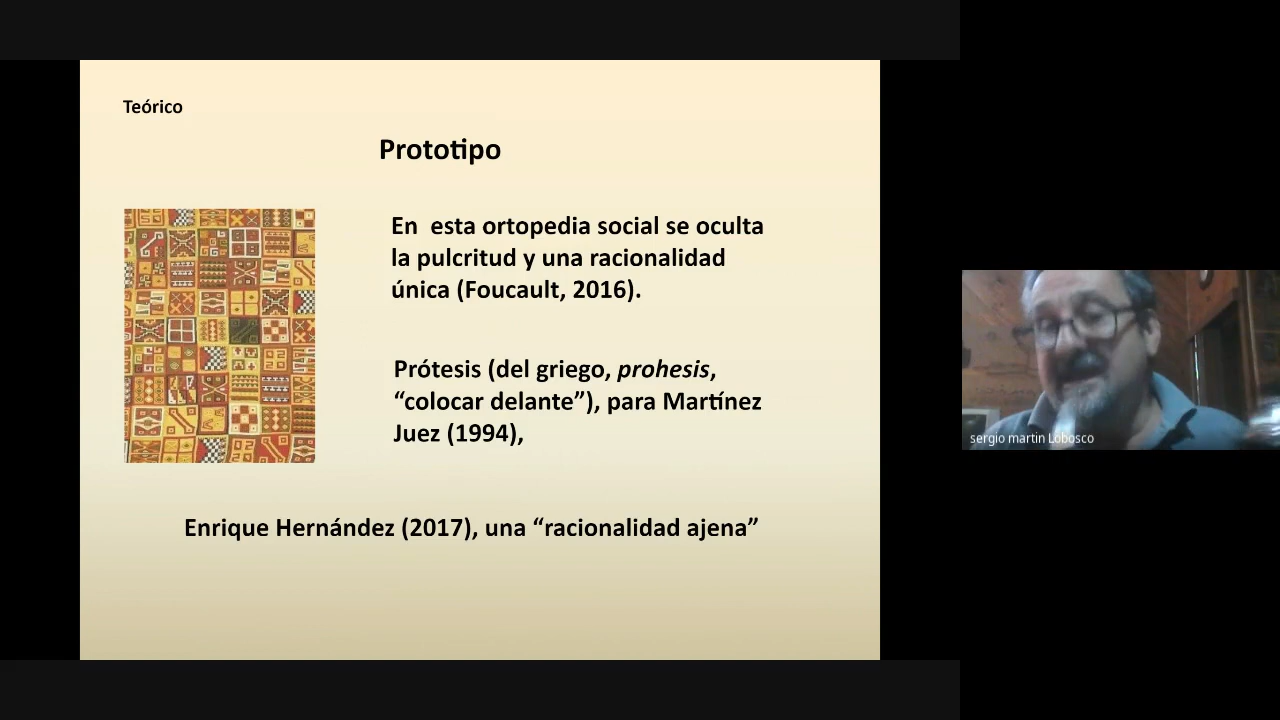 Teórico
Prototipo
En  esta ortopedia social se oculta
la pulcritud y una racionalidad
única (Foucault, 2016).
Prótesis (del griego, prohesis,
“colocar delante”), para Martínez
Juez (1994),
Enrique Hernández (2017), una “racionalidad ajena”
sergio martin Lobosco